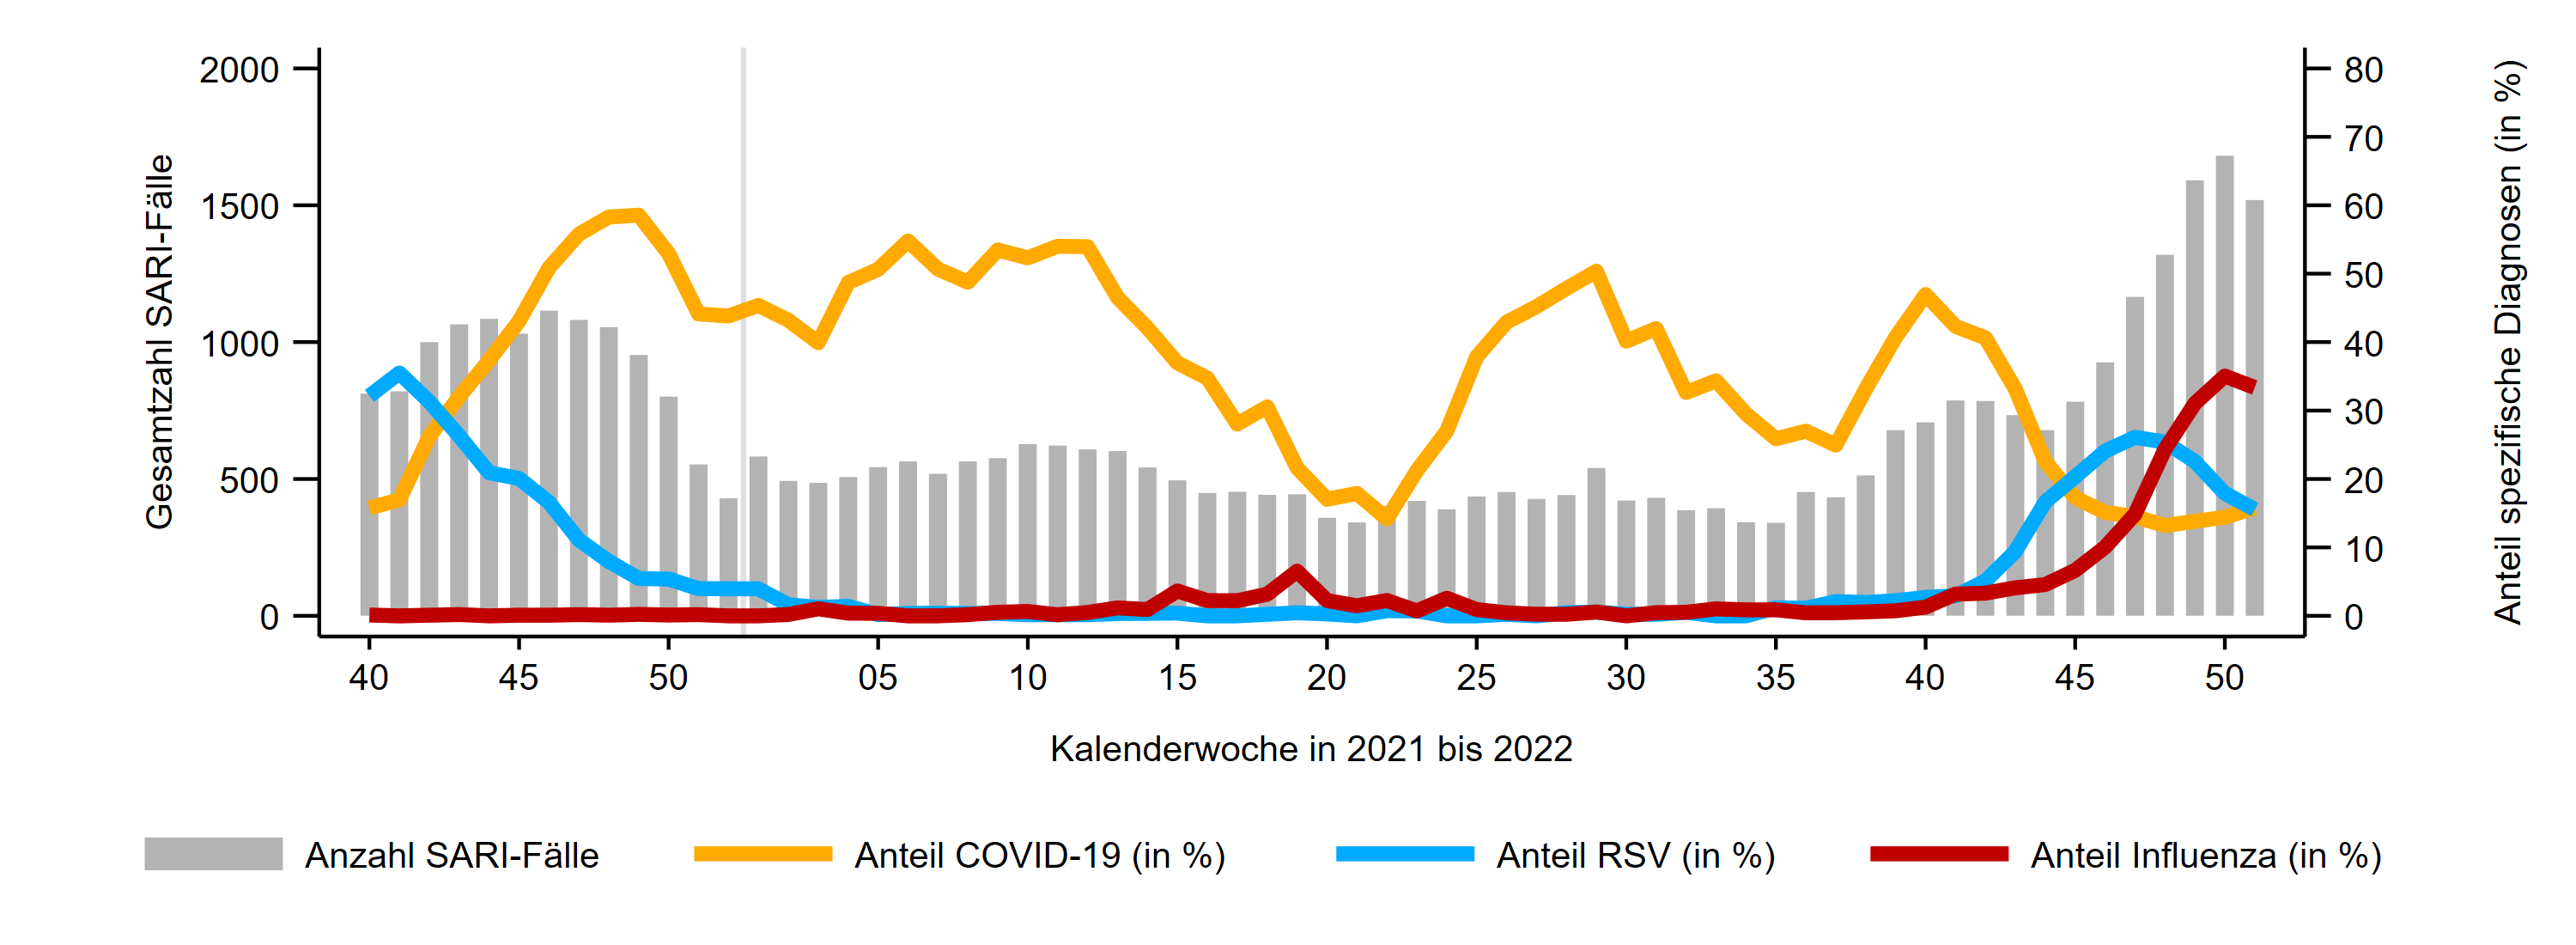 Gesamtzahl SARI-Fälle
2000
1500
1000
500
0
80
70
60
50
40
30
20
10
0
Anteil spezifische Diagnosen (in %)
40 45 50 05 10 15 20 25 30 35 40 45 50
Kalenderwoche in 2021 bis 2022
Anzahl SARI-Fälle Anteil COVID-19 (in %) Anteil RSV (in %) Anteil Influenza (in %)